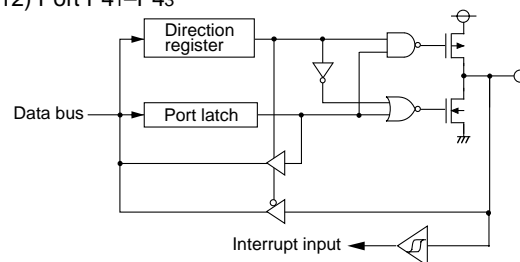 12) Port P41–P43
Direction
register
Data bus
Port latch
Interrupt input